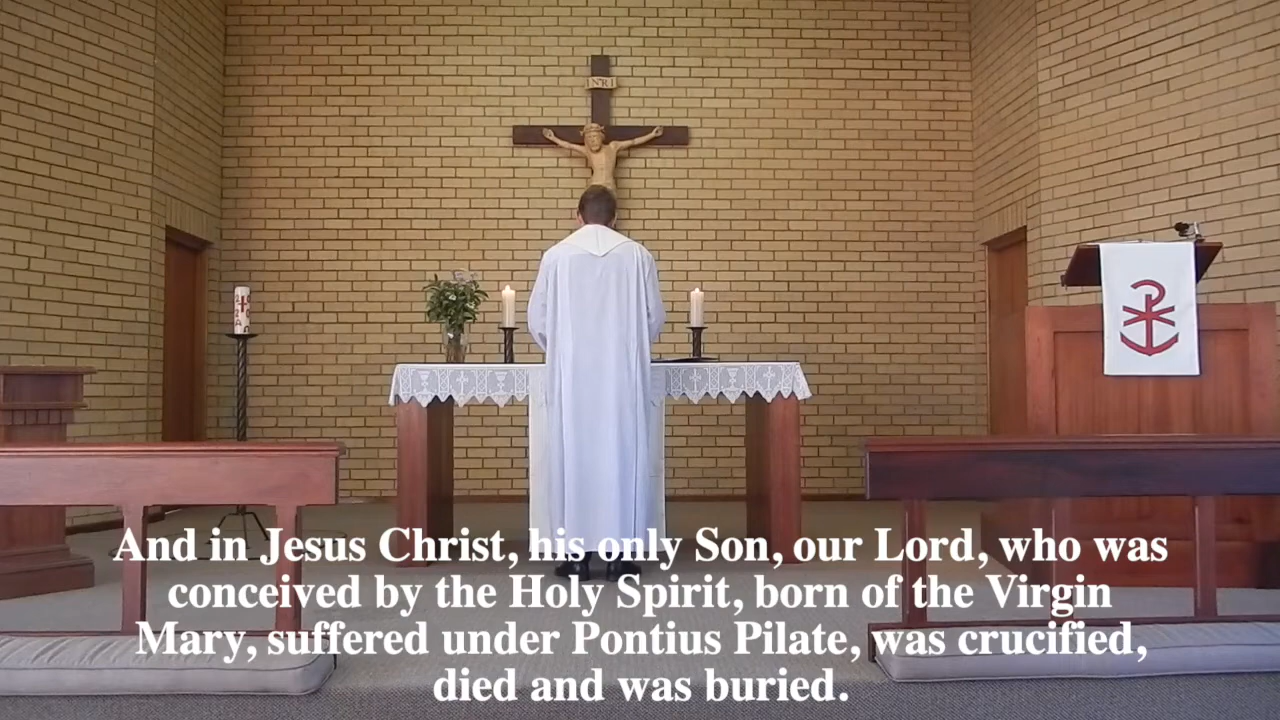 INRI
And in Jesus Christ, his only Son, our Lord, who was
conceived by the Holy Spirit, born of the Virgin
Mary, suffered under Pontius Pilate, was crucified,
died and was buried.